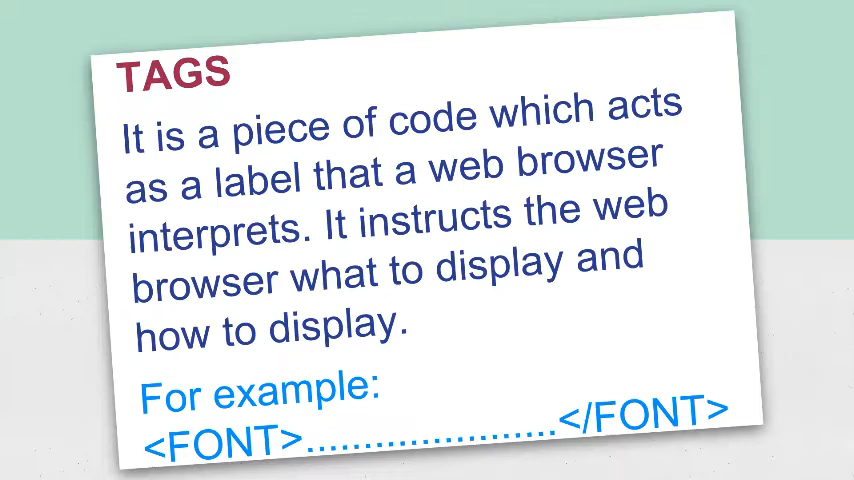 TAGS
It is a piece of code which acts
as a label that a web browser
interprets. It instructs the web
browser what to display and
how to display.
For example:
<FONT>......................</FONT>